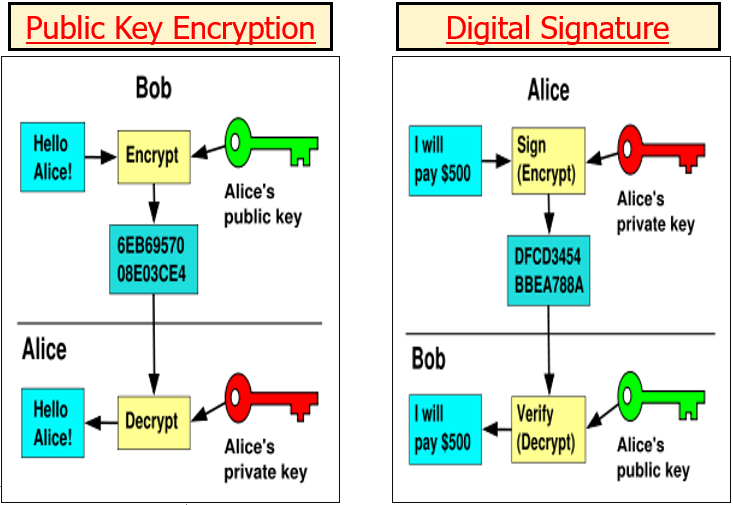 Public Key Encryption
Bob
Hello
Alice!
Encrypt
Alice's
public key
6EB69570
08E03CE4
Alice
Hello
Alice!
Decrypt
Alice's
private key
Digital Signature
Alice
I will
pay $500
Sign
(Encrypt)
Alice's
private key
DFCD3454
BBEA788A
Bob
I will
pay $500
Verify
(Decrypt)
Alice's
public key